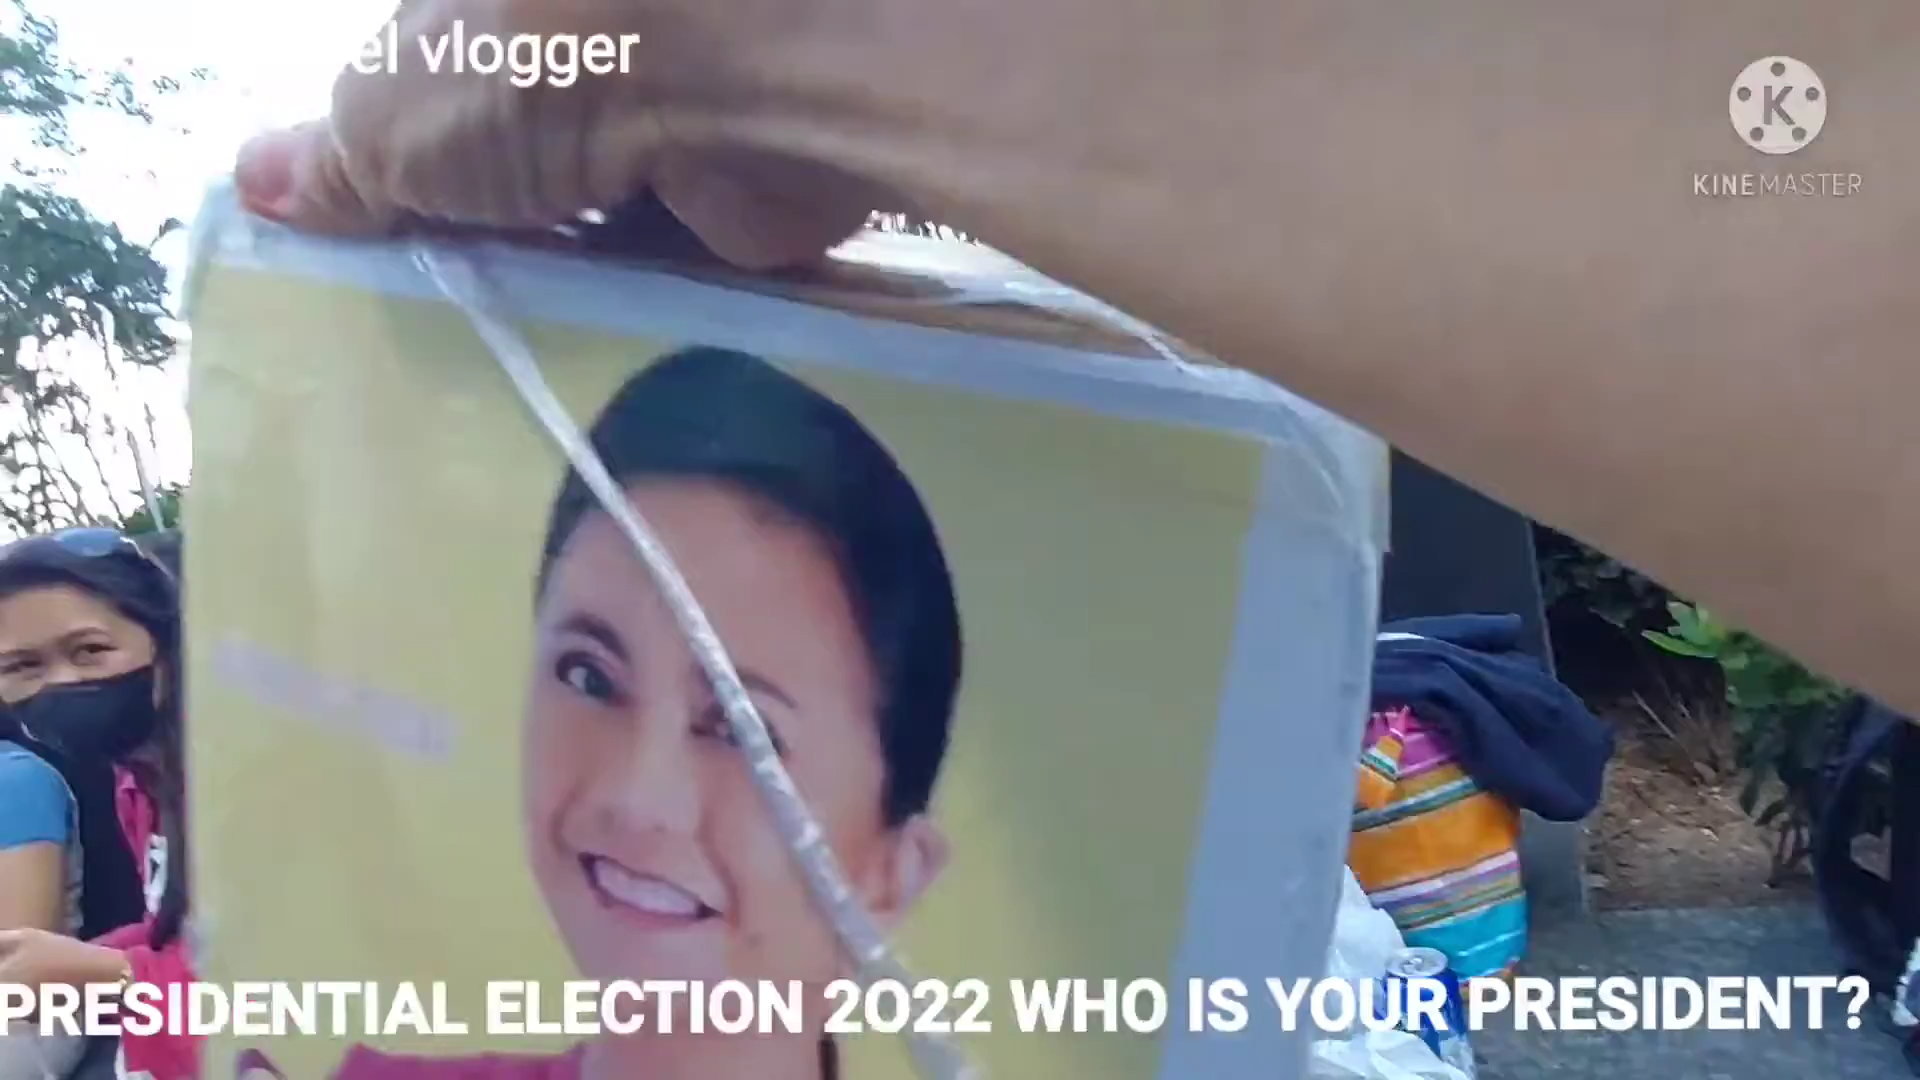 el vlogger
KINEMASTER
PRESIDENTIAL ELECTION 2022 WHO IS YOUR PRESIDENT?